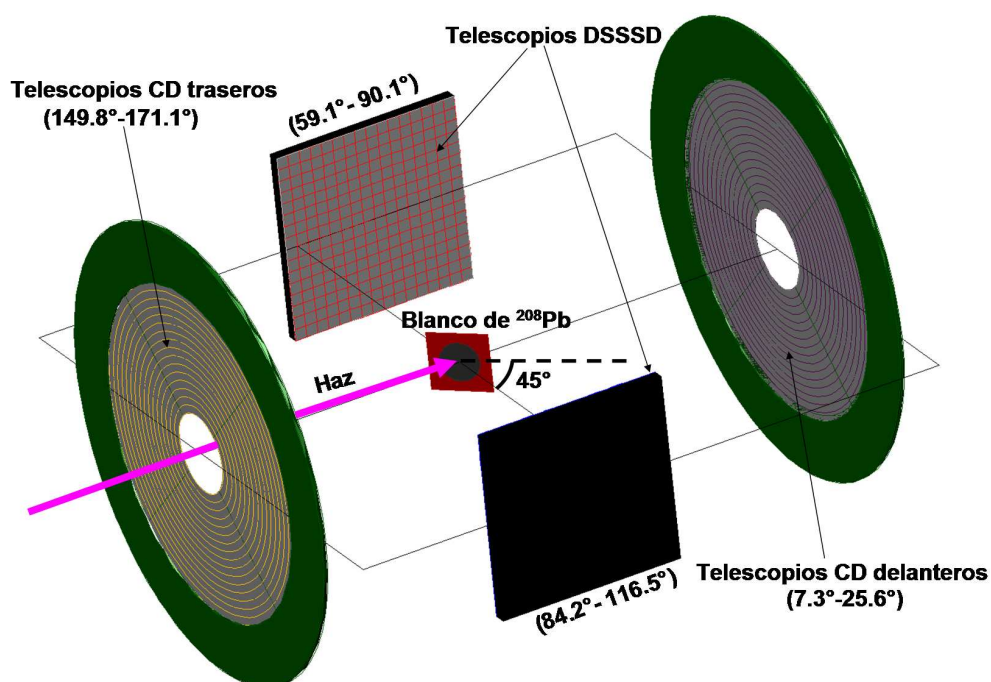 Telescopios DSSSD
Telescopios CD traseros
(149.8°-171.1°)
(59.1°- 90.1°)
Blanco de ²⁰⁸Pb
Haz
45°
(84.2°- 116.5°)
Telescopios CD delanteros
(7.3°-25.6°)